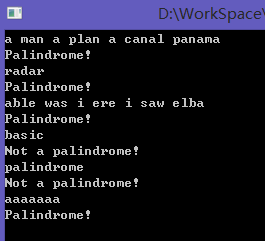 D:\WorkSpace\
a man a plan a canal panama
Palindrome!
radar
Palindrome!
able was i ere i saw elba
Palindrome!
basic
Not a palindrome!
palindrome
Not a palindrome!
aaaaaaa
Palindrome!